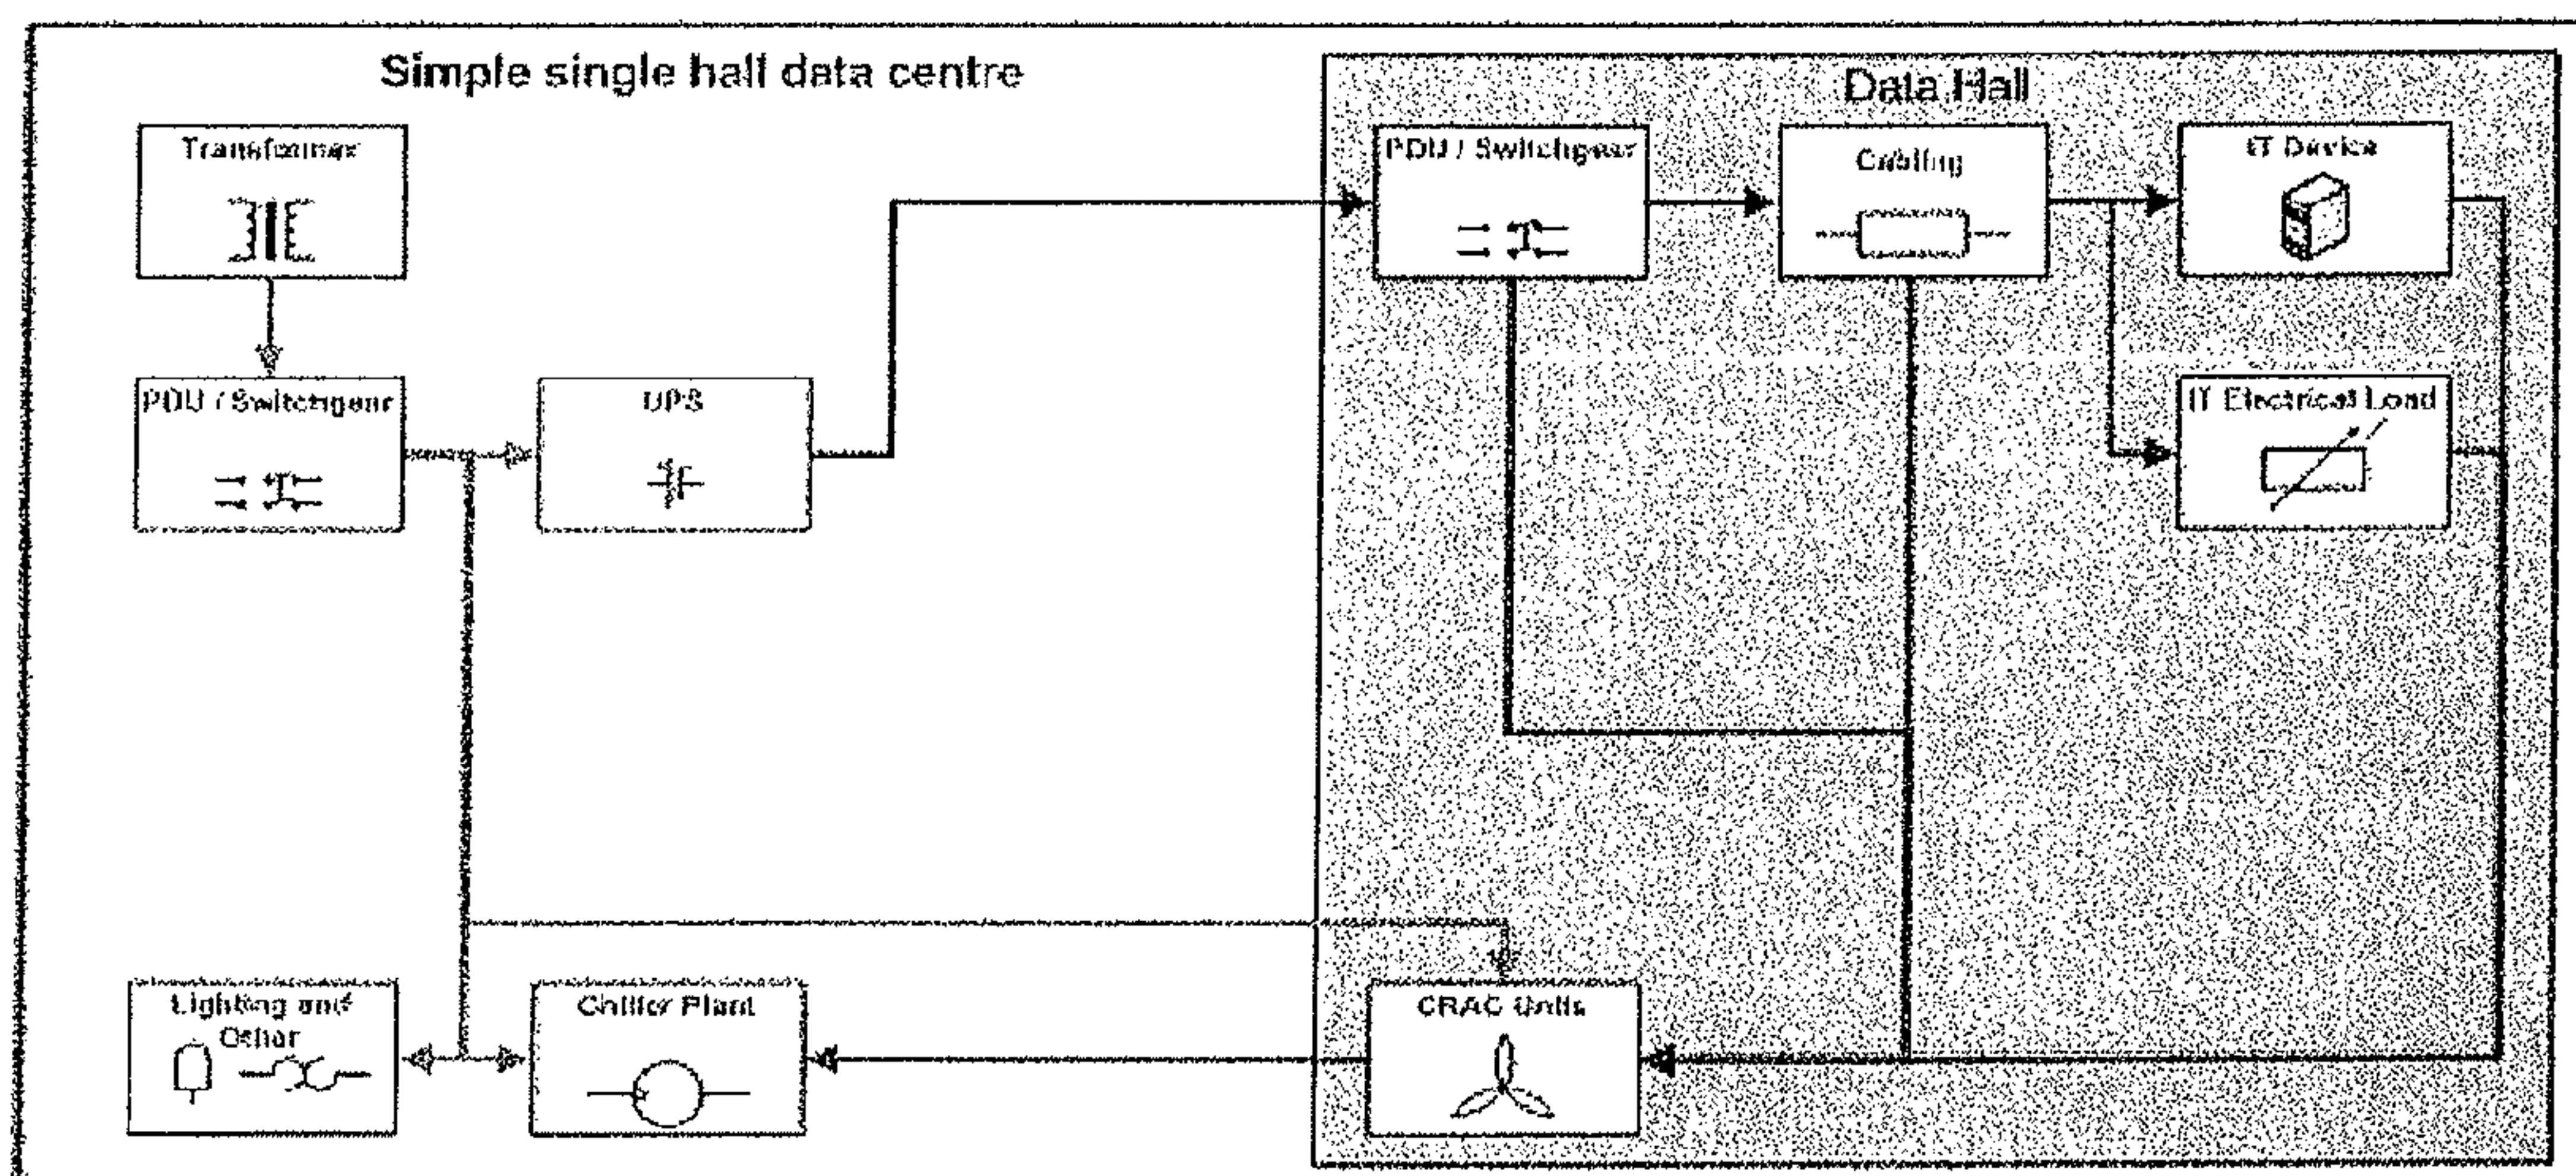 Simple single hall data centre
Data Hall
Transformer
PDU / Switchgear
Cabling
IT Device
PDU / Switchgear
UPS
IT Electrical Load
Lighting and
Other
Chiller Plant
CRAC Units